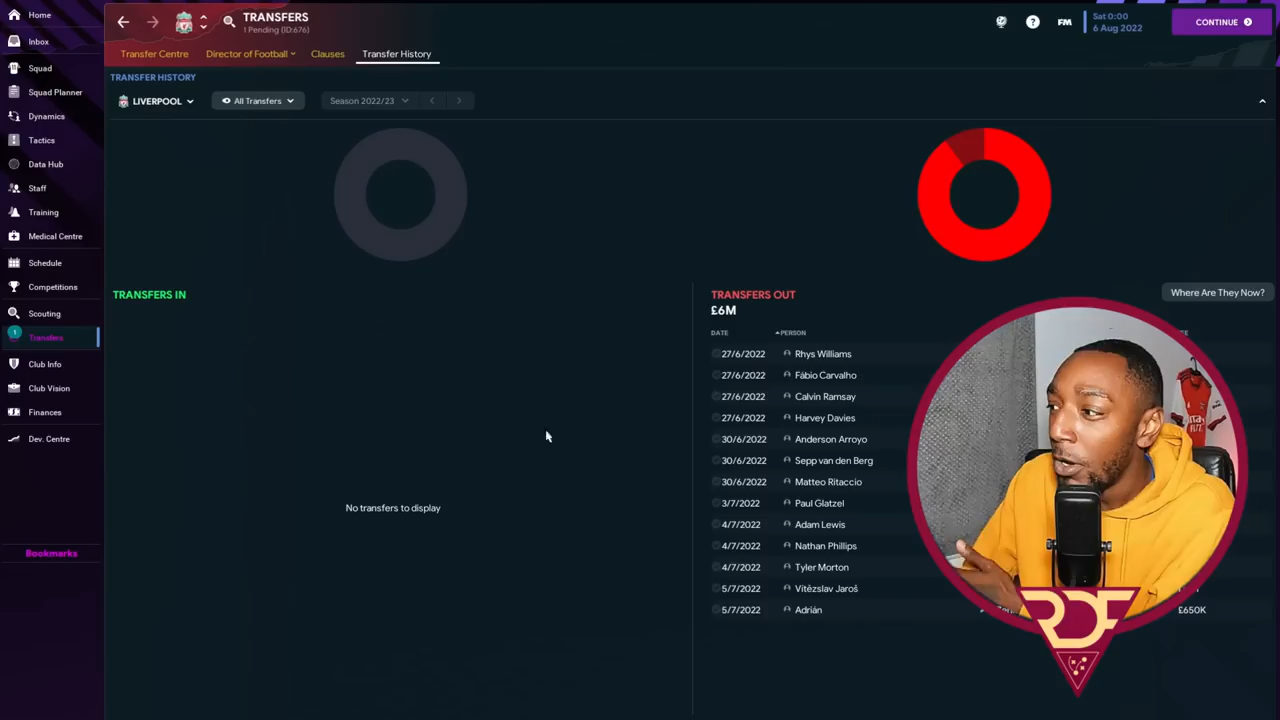 Home
Inbox
Squad
Squad Planner
Dynamics
Tactics
Data Hub
Staff
Training
Medical Centre
Schedule
Competitions
Scouting
1
Transfers
Club Info
Club Vision
Finances
Dev. Centre
Bookmarks
TRANSFERS
1 Pending (ID:676)
FM
Sat 0:00
6 Aug 2022
CONTINUE
Transfer Centre
Director of Football
Clauses
Transfer History
TRANSFER HISTORY
LIVERPOOL
All Transfers
Season 2022/23
TRANSFERS IN
No transfers to display
TRANSFERS OUT
£6M
Where Are They Now?
DATE PERSON
27/6/2022 Rhys Williams
27/6/2022 Fábio Carvalho
27/6/2022 Calvin Ramsay
27/6/2022 Harvey Davies
30/6/2022 Anderson Arroyo
30/6/2022 Sepp van den Berg
30/6/2022 Matteo Ritaccio
3/7/2022 Paul Glatzel
4/7/2022 Adam Lewis
4/7/2022 Nathan Phillips
4/7/2022 Tyler Morton
5/7/2022 Vítězslav Jaroš
5/7/2022 Adrián £650K
RDF